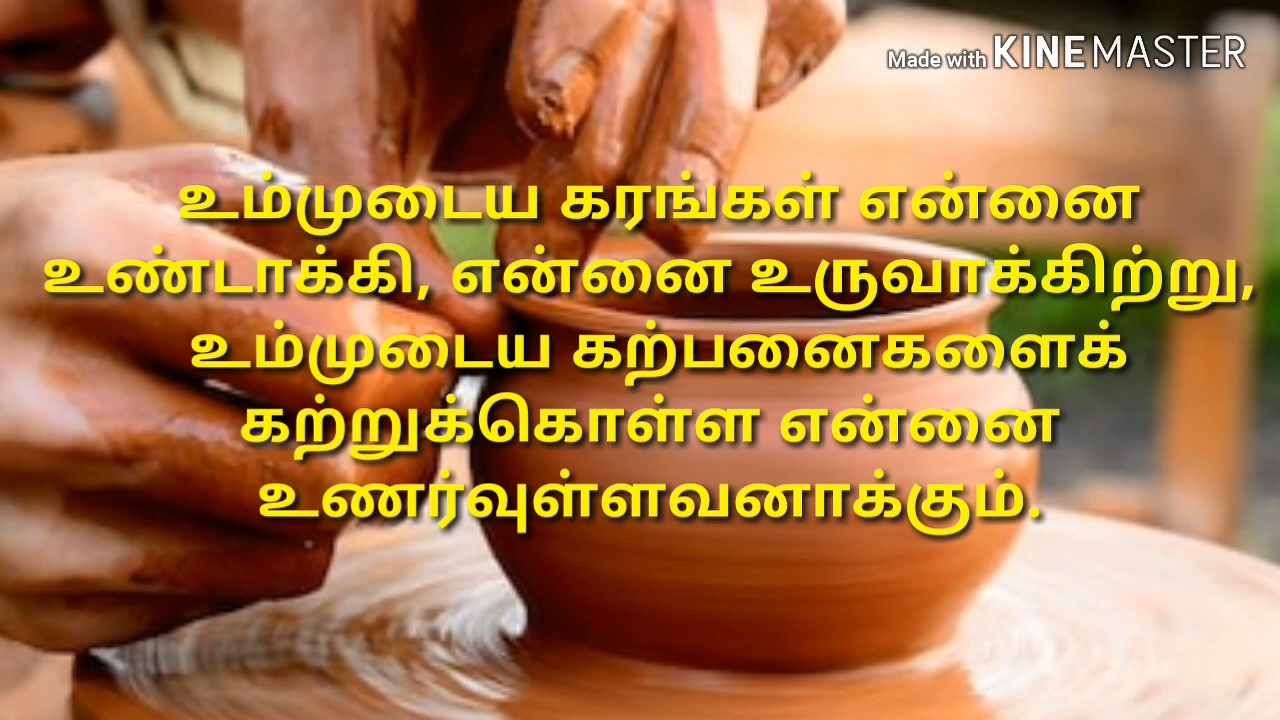 Made with KINEMASTER
உம்முடைய கரங்கள் என்னை
உண்டாக்கி, என்னை உருவாக்கிற்று,
உம்முடைய கற்பனைகளைக்
கற்றுக்கொள்ள என்னை
உணர்வுள்ளவனாக்கும்.